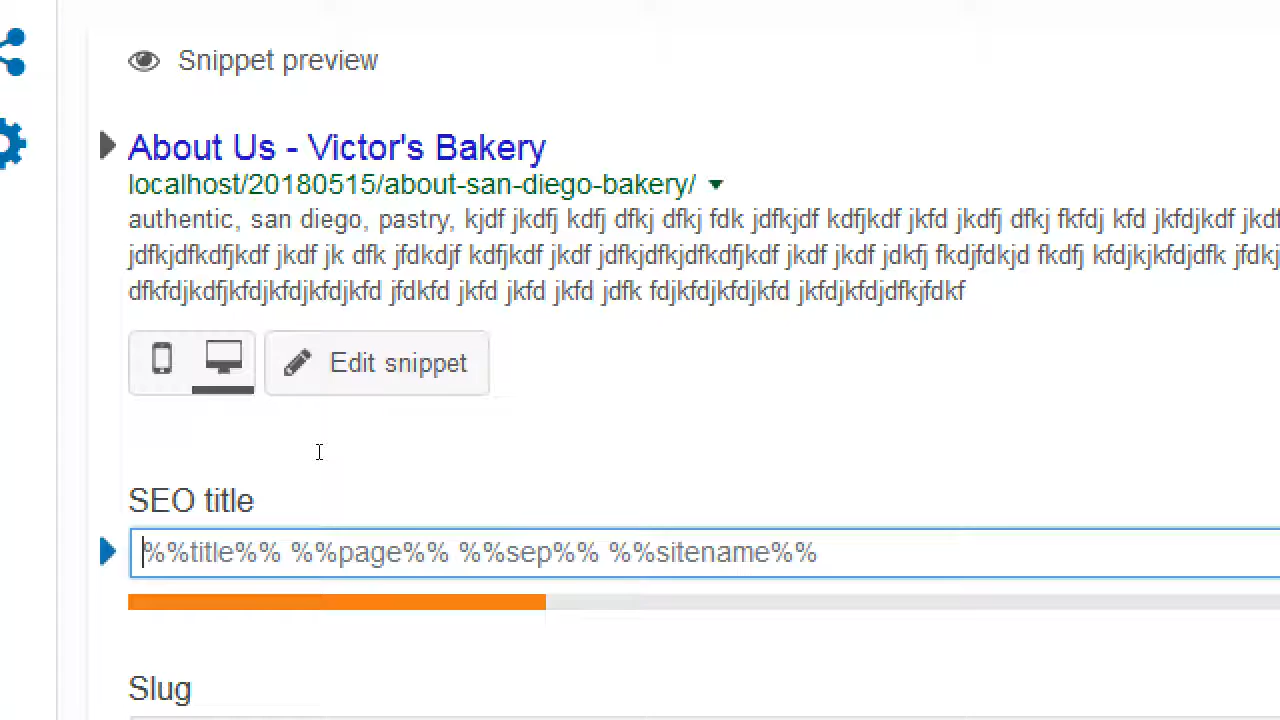 Snippet preview
About Us - Victor's Bakery
localhost/20180515/about-san-diego-bakery/
authentic, san diego, pastry, kjdf jkdfj kdfj dfkj dfkj fdk jdfkjdf kdfjkdf jkfd jkdfj dfkj fkfdj kfd jkfdjkdf jkdf
jdfkjdfkdfjkdf jkdf jk dfk jfdkdjf kdfjkdf jkdf jdfkjdfkjdfkdfjkdf jkdf jkdf jdkfj fkdjfdkjd fkdfj kfdjkjkfdjdfk jfdkj
dfkfdjkdfjkfdjkfdjkfdjkfd jfdkfd jkfd jkfd jkfd jdfk fdjkfdjkfdjkfd jkfdjkfdjdfkjfdkf
Edit snippet
SEO title
%%title%% %%page%% %%sep%% %%sitename%%
Slug